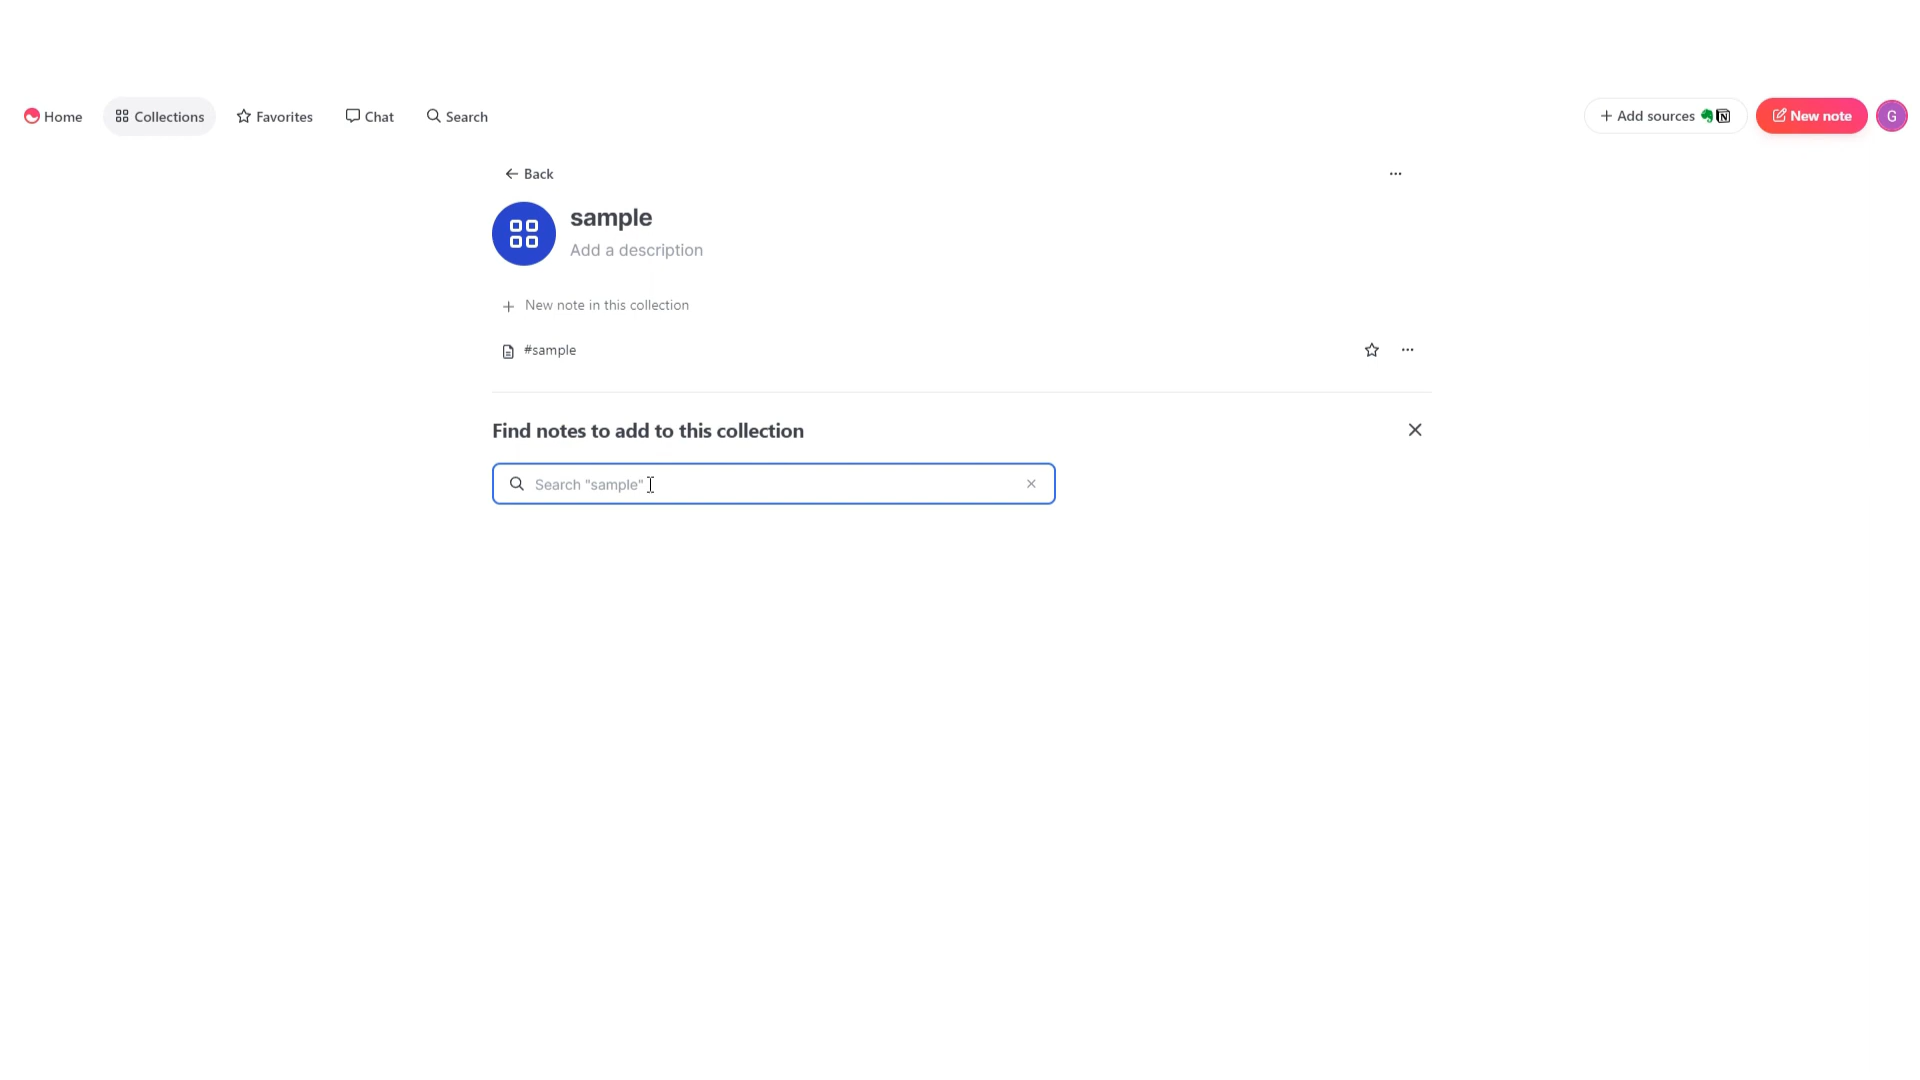 Home
Collections
Favorites
Chat
Search
+ Add sources
New note
G
← Back
...
sample
Add a description
+ New note in this collection
#sample
...
Find notes to add to this collection
Search "sample"